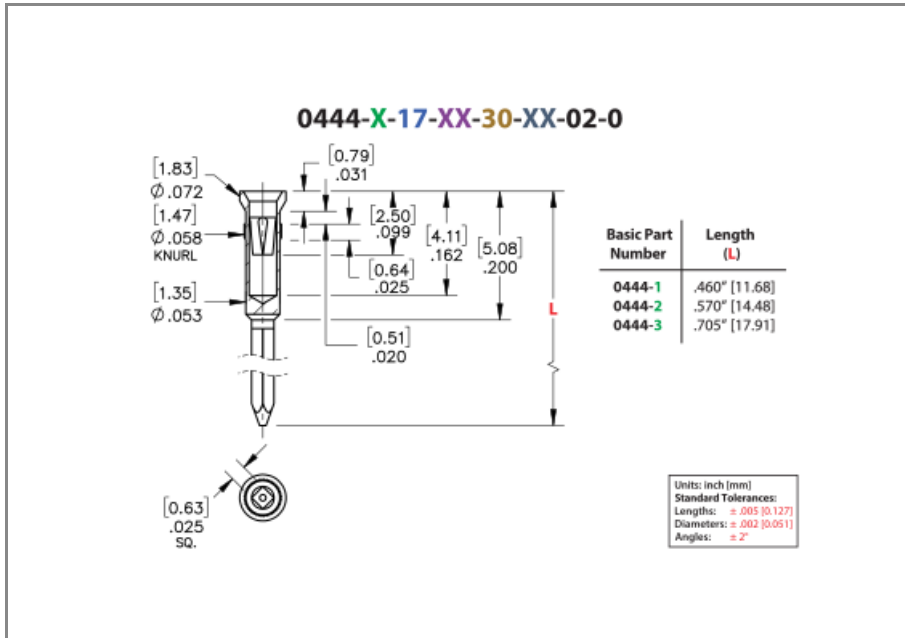 0444-X-17-XX-30-XX-02-0
[1.83]
Ø.072
[1.47]
Ø.058
KNURL
[1.35]
Ø.053
[0.79]
.031
[2.50]
.099
[4.11]
.162
[5.08]
.200
[0.64]
.025
[0.51]
.020
L
[0.63]
.025
SQ.
Basic Part Number Length (L)
0444-1 .460" [11.68]
0444-2 .570" [14.48]
0444-3 .705" [17.91]
Units: inch [mm]
Standard Tolerances:
Lengths: ± .005 [0.127]
Diameters: ± .002 [0.051]
Angles: ± 2°